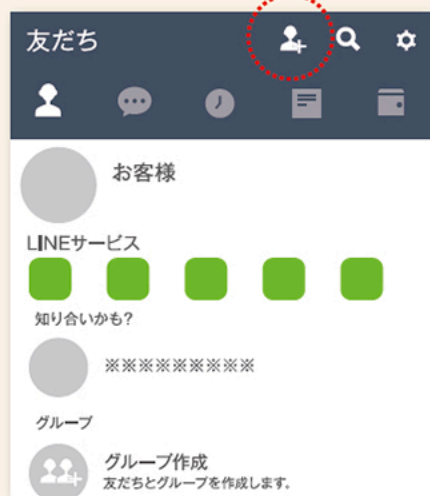 友だち
お客様
LINEサービス
知り合いかも?
※※※※※※※※※
グループ
グループ作成
友だちとグループを作成します。